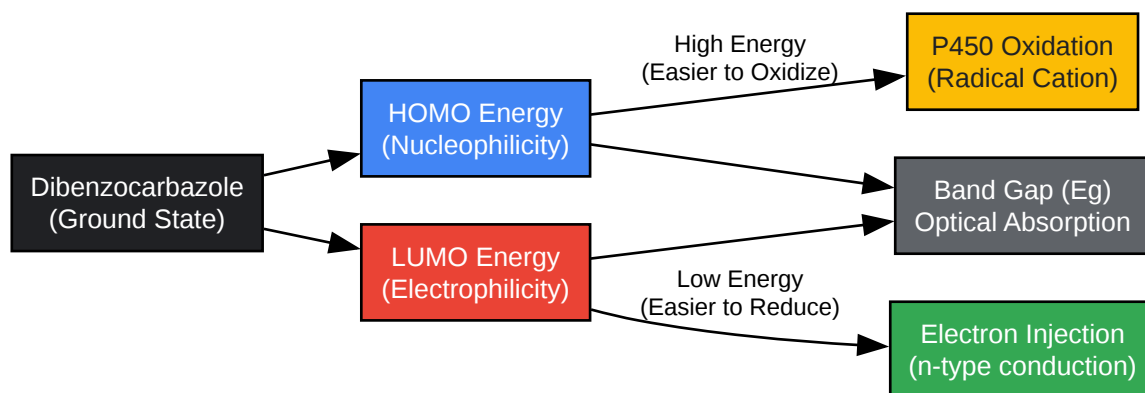 Dibenzocarbazole
(Ground State)
HOMO Energy
(Nucleophilicity)
LUMO Energy
(Electrophilicity)
High Energy
(Easier to Oxidize)
Low Energy
(Easier to Reduce)
P450 Oxidation
(Radical Cation)
Band Gap (Eg)
Optical Absorption
Electron Injection
(n-type conduction)